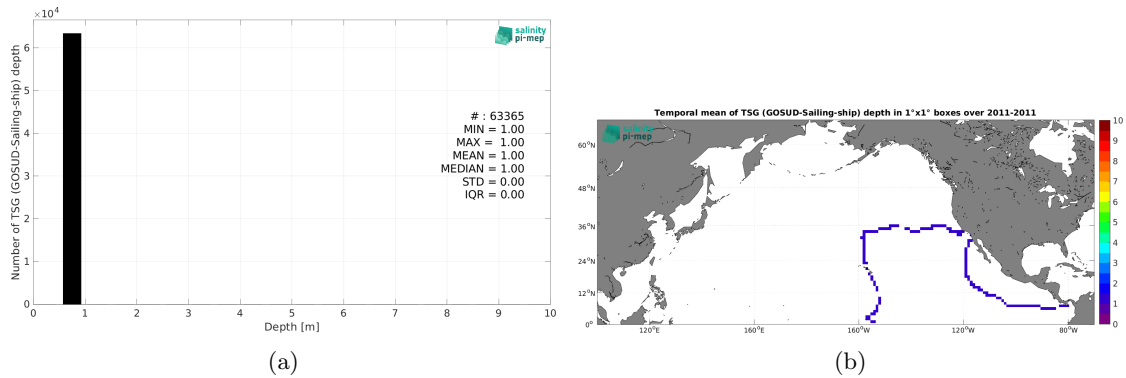 ×10⁴
salinity
pi-mep
Number of TSG (GOSUD-Sailing-ship) depth
6
5
4
3
2
1
0
# : 63365
MIN = 1.00
MAX = 1.00
MEAN = 1.00
MEDIAN = 1.00
STD = 0.00
IQR = 0.00
0 1 2 3 4 5 6 7 8 9 10
Depth [m]
(a)
Temporal mean of TSG (GOSUD-Sailing-ship) depth in 1°x1° boxes over 2011-2011
salinity
pi-mep
60°N
48°N
36°N
24°N
12°N
0°
120°E 160°E 160°W 120°W 80°W
10
9
8
7
6
5
4
3
2
1
0
(b)